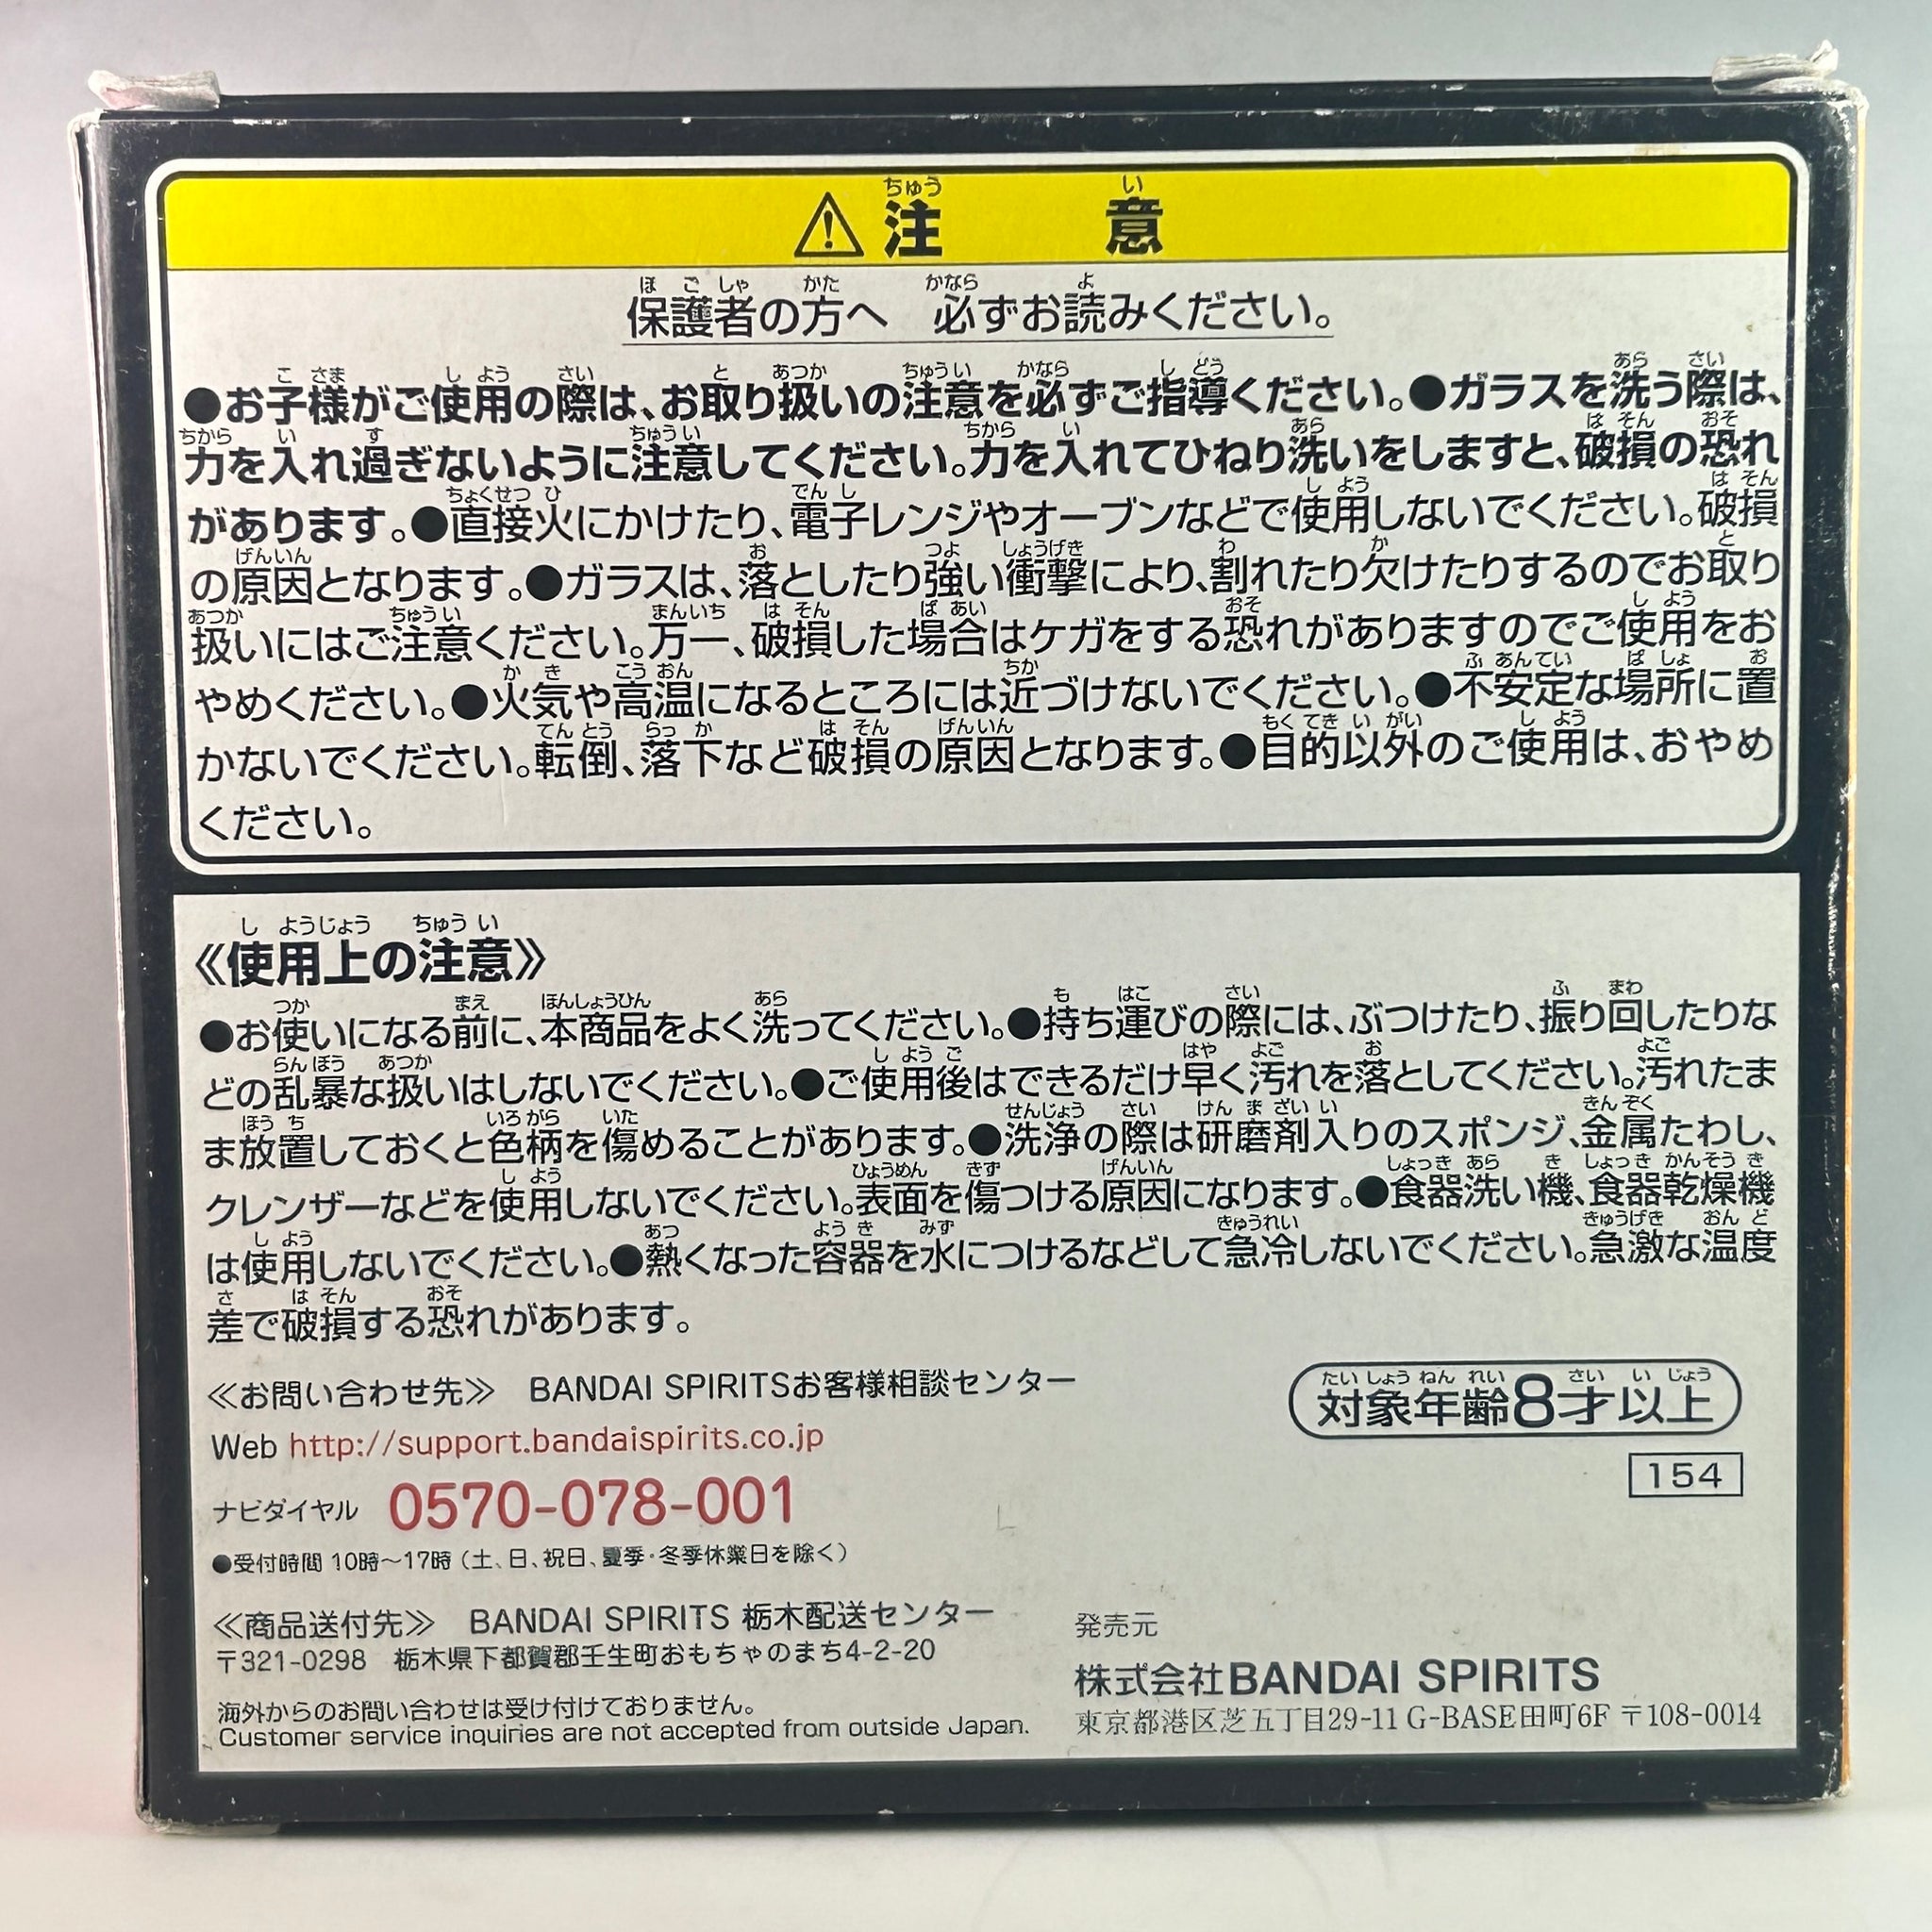 ⚠注 意
保護者の方へ 必ずお読みください。
●お子様がご使用の際は、お取り扱いの注意を必ずご指導ください。●ガラスを洗う際は、
力を入れ過ぎないように注意してください。力を入れてひねり洗いをしますと、破損の恐れ
があります。●直接火にかけたり、電子レンジやオーブンなどで使用しないでください。破損
の原因となります。●ガラスは、落としたり強い衝撃により、割れたり欠けたりするのでお取り
扱いにはご注意ください。万一、破損した場合はケガをする恐れがありますのでご使用をお
やめください。●火気や高温になるところには近づけないでください。●不安定な場所に置
かないでください。転倒、落下など破損の原因となります。●目的以外のご使用は、おやめ
ください。
《使用上の注意》
●お使いになる前に、本商品をよく洗ってください。●持ち運びの際には、ぶつけたり、振り回したりな
どの乱暴な扱いはしないでください。●ご使用後はできるだけ早く汚れを落としてください。汚れたま
ま放置しておくと色柄を傷めることがあります。●洗浄の際は研磨剤入りのスポンジ、金属たわし、
クレンザーなどを使用しないでください。表面を傷つける原因になります。●食器洗い機、食器乾燥機
は使用しないでください。●熱くなった容器を水につけるなどして急冷しないでください。急激な温度
差で破損する恐れがあります。
≪お問い合わせ先≫ BANDAI SPIRITSお客様相談センター
Web http://support.bandaispirits.co.jp
ナビダイヤル 0570-078-001
●受付時間 10時～17時（土、日、祝日、夏季・冬季休業日を除く）
対象年齢8才以上
154
≪商品送付先≫ BANDAI SPIRITS 栃木配送センター
〒321-0298 栃木県下都賀郡壬生町おもちゃのまち4-2-20
海外からのお問い合わせは受け付けておりません。
Customer service inquiries are not accepted from outside Japan.
発売元
株式会社BANDAI SPIRITS
東京都港区芝五丁目29-11 G-BASE田町6F 〒108-0014